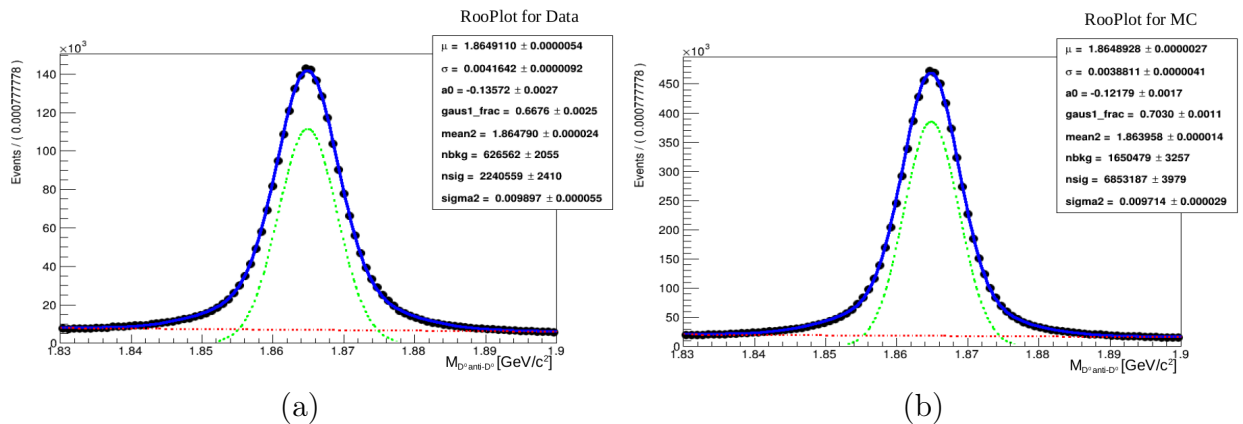 RooPlot for Data
×10³
μ = 1.8649110 ± 0.0000054
σ = 0.0041642 ± 0.0000092
a0 = -0.13572 ± 0.0027
gaus1_frac = 0.6676 ± 0.0025
mean2 = 1.864790 ± 0.000024
nbkg = 626562 ± 2055
nsig = 2240559 ± 2410
sigma2 = 0.009897 ± 0.000055
Events / ( 0.000777778 )
140
120
100
80
60
40
20
0
1.83 1.84 1.85 1.86 1.87 1.88 1.89 1.9
M D⁰ anti-D⁰ [GeV/c²]
(a)
RooPlot for MC
×10³
μ = 1.8648928 ± 0.0000027
σ = 0.0038811 ± 0.0000041
a0 = -0.12179 ± 0.0017
gaus1_frac = 0.7030 ± 0.0011
mean2 = 1.863958 ± 0.000014
nbkg = 1650479 ± 3257
nsig = 6853187 ± 3979
sigma2 = 0.009714 ± 0.000029
Events / ( 0.000777778 )
450
400
350
300
250
200
150
100
50
0
1.83 1.84 1.85 1.86 1.87 1.88 1.89 1.9
M D⁰ anti-D⁰ [GeV/c²]
(b)